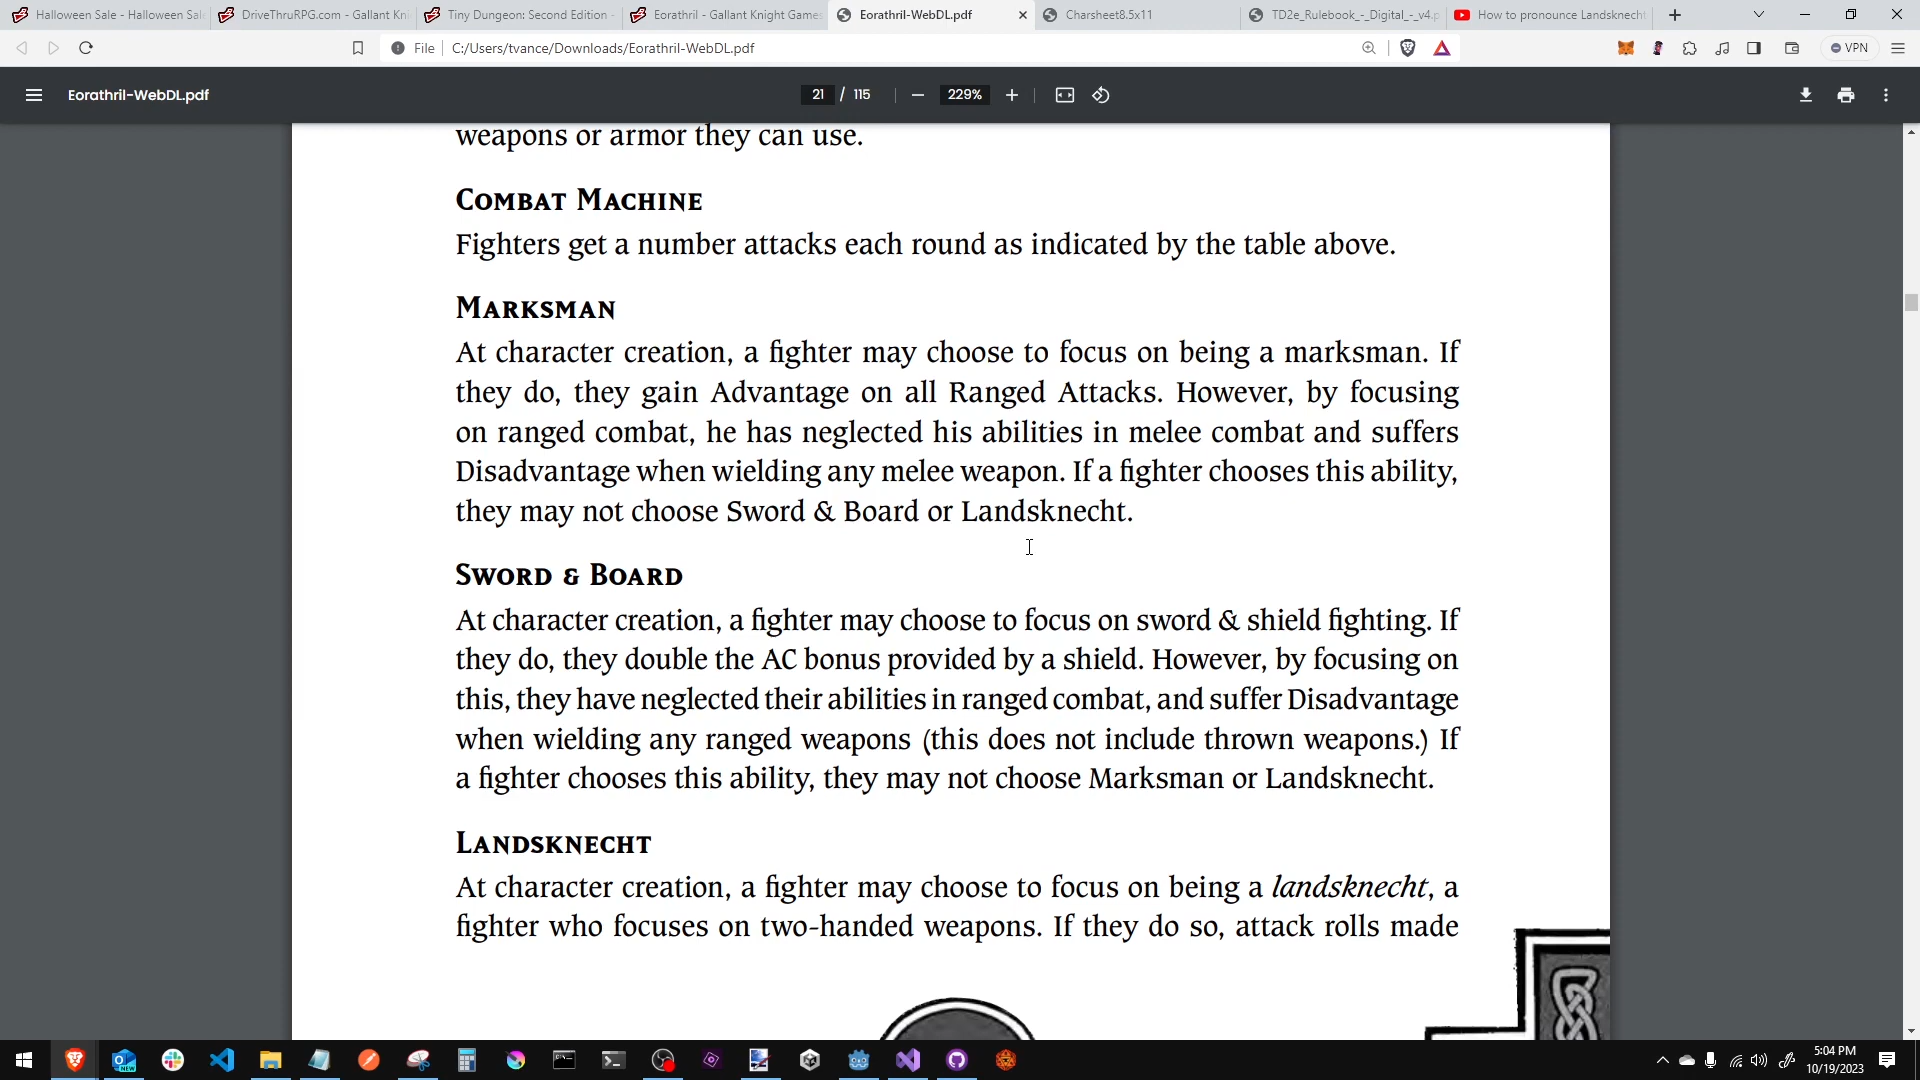 Halloween Sale - Halloween Sal
DriveThruRPG.com - Gallant Kni
Tiny Dungeon: Second Edition -
Eorathril - Gallant Knight Games
Eorathril-WebDL.pdf
Charsheet8.5x11
TD2e_Rulebook_-_Digital_-_v4.p
How to pronounce Landsknecht
File
C:/Users/tvance/Downloads/Eorathril-WebDL.pdf
VPN
Eorathril-WebDL.pdf
21 / 115
229%
weapons or armor they can use.
Combat Machine
Fighters get a number attacks each round as indicated by the table above.
Marksman
At character creation, a fighter may choose to focus on being a marksman. If
they do, they gain Advantage on all Ranged Attacks. However, by focusing
on ranged combat, he has neglected his abilities in melee combat and suffers
Disadvantage when wielding any melee weapon. If a fighter chooses this ability,
they may not choose Sword & Board or Landsknecht.
Sword & Board
At character creation, a fighter may choose to focus on sword & shield fighting. If
they do, they double the AC bonus provided by a shield. However, by focusing on
this, they have neglected their abilities in ranged combat, and suffer Disadvantage
when wielding any ranged weapons (this does not include thrown weapons.) If
a fighter chooses this ability, they may not choose Marksman or Landsknecht.
Landsknecht
At character creation, a fighter may choose to focus on being a landsknecht, a
fighter who focuses on two-handed weapons. If they do so, attack rolls made
NEW
5:04 PM
10/19/2023